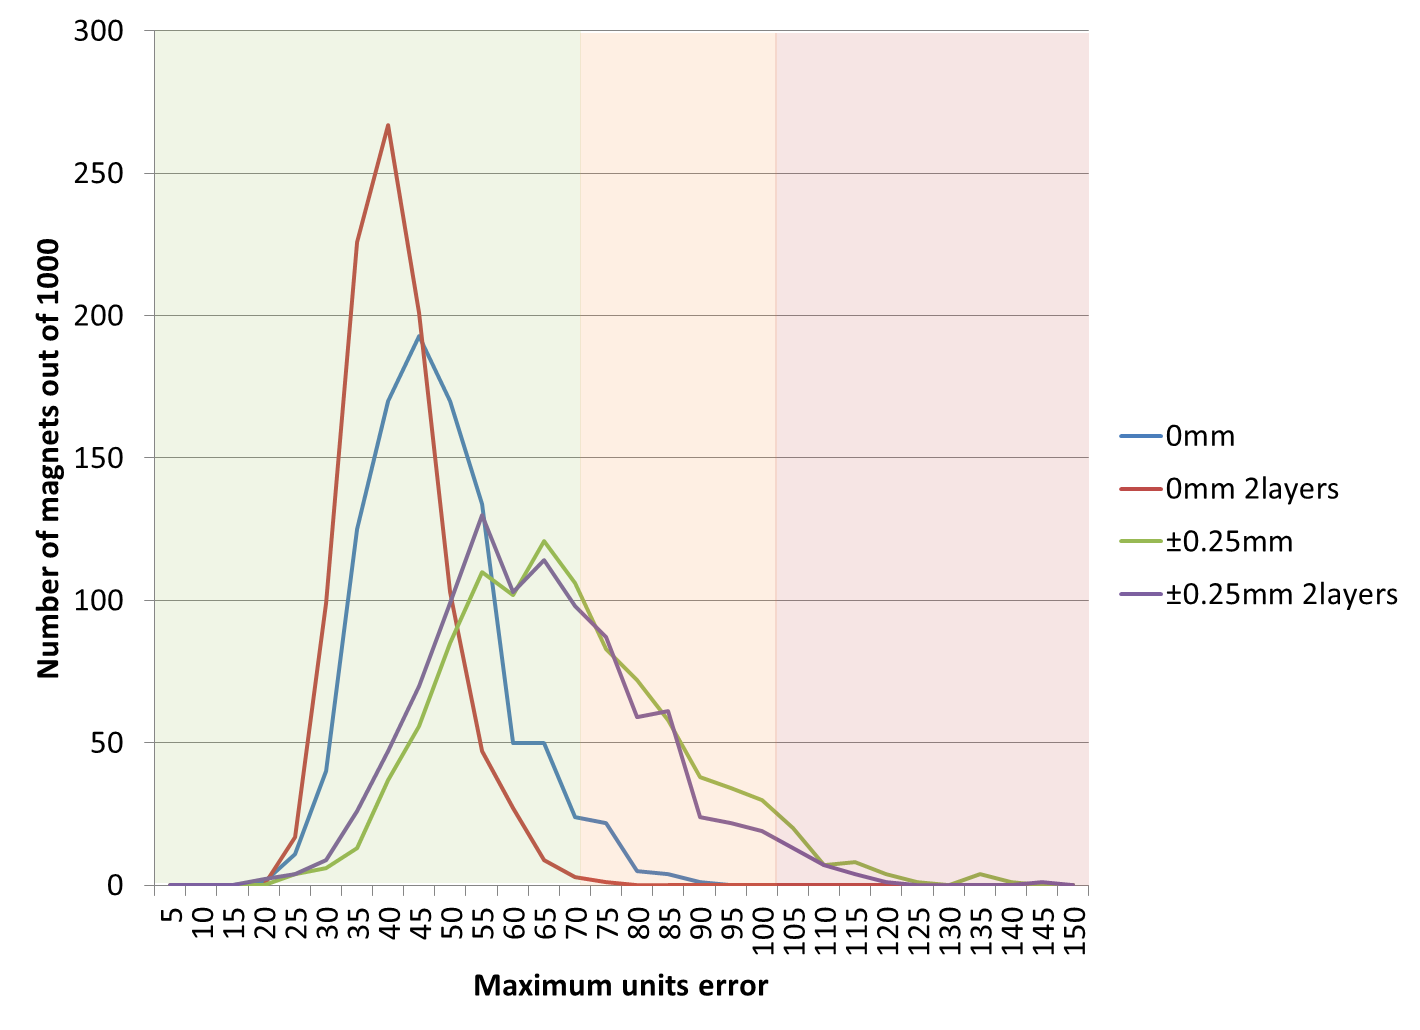 300
250
200
150
100
50
0
Number of magnets out of 1000
5 10 15 20 25 30 35 40 45 50 55 60 65 70 75 80 85 90 95 100 105 110 115 120 125 130 135 140 145 150
Maximum units error
0mm
0mm 2layers
±0.25mm
±0.25mm 2layers